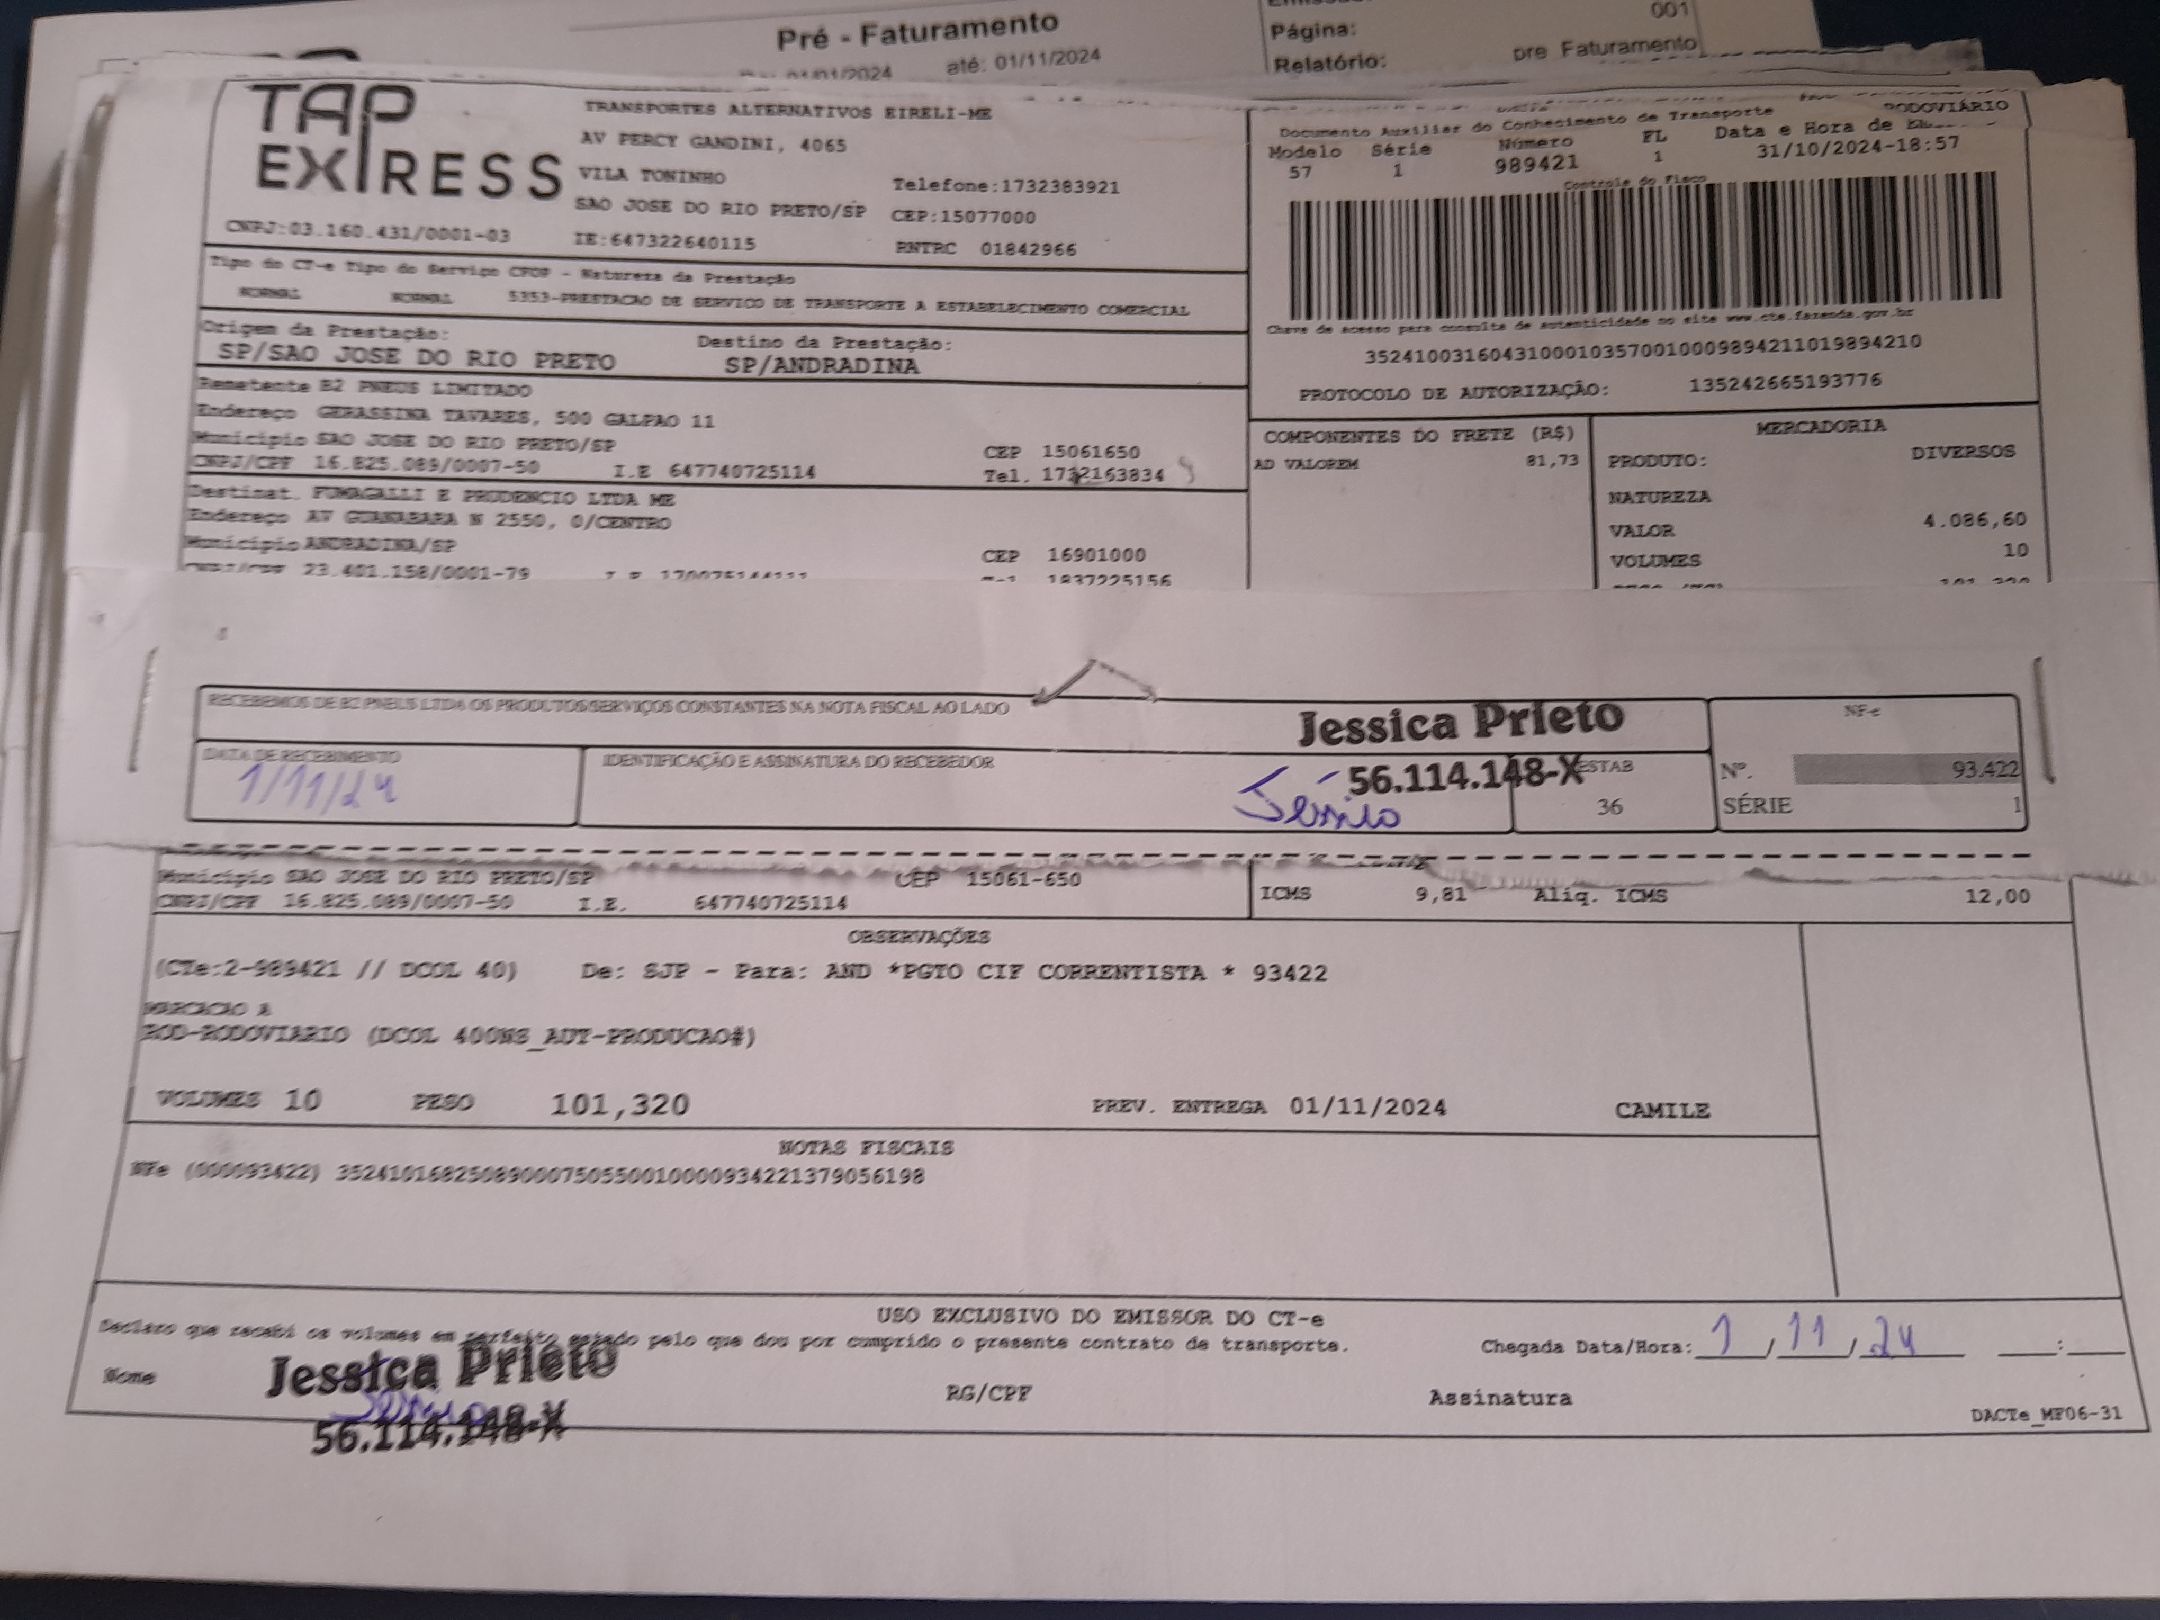 Pré - Faturamento
até: 01/11/2024
001
Página:
Relatório: pre Faturamento
TAP EXPRESS
TRANSPORTES ALTERNATIVOS EIRELI-ME
AV PERCY GANDINI, 4065
VILA TONINHO Telefone:1732383921
SAO JOSE DO RIO PRETO/SP CEP:15077000
CNPJ:03.160.431/0001-03 IE:647322640115 RNTRC 01842966
RODOVIÁRIO
Documento Auxiliar do Conhecimento de Transporte
Modelo Série Número FL Data e Hora de
57 1 989421 1 31/10/2024-18:57
Controle do Fisco
Chave de acesso para consulta de autenticidade no site www.cte.fazenda.gov.br
35241003160431000103570010009894211019894210
PROTOCOLO DE AUTORIZAÇÃO: 135242665193776
Tipo do CT-e Tipo do Serviço CFOP - Natureza da Prestação
NORMAL NORMAL 5353-PRESTACAO DE SERVICO DE TRANSPORTE A ESTABELECIMENTO COMERCIAL
Origem da Prestação: Destino da Prestação:
SP/SAO JOSE DO RIO PRETO SP/ANDRADINA
Remetente B2 PNEUS LIMITADO
Endereço GERASSINA TAVARES, 500 GALPAO 11
Município SAO JOSE DO RIO PRETO/SP CEP 15061650
CNPJ/CPF 16.825.089/0007-50 I.E 647740725114 Tel. 1732163834
Destinat. FUMAGALLI E PRUDENCIO LTDA ME
Endereço AV GUANABARA N 2550, 0/CENTRO
Município ANDRADINA/SP CEP 16901000
CNPJ/CPF 23.401.158/0001-79 1837225156
COMPONENTES DO FRETE (R$)
AD VALOREM 81,73
MERCADORIA
PRODUTO: DIVERSOS
NATUREZA
VALOR 4.086,60
VOLUMES 10
RECEBEMOS DE B2 PNEUS LTDA OS PRODUTOS/SERVIÇOS CONSTANTES NA NOTA FISCAL AO LADO
Jessica Prieto
56.114.148-X
DATA DE RECEBIMENTO
1/11/24
IDENTIFICAÇÃO E ASSINATURA DO RECEBEDOR
ESTAB
36
NF-e
Nº. 93.422
SÉRIE 1
Município SAO JOSE DO RIO PRETO/SP CEP 15061-650
CNPJ/CPF 16.825.089/0007-50 I.E. 647740725114
ICMS 9,81 Aliq. ICMS 12,00
OBSERVAÇÕES
(CTe:2-989421 // DCOL 40) De: SJP - Para: AND *PGTO CIF CORRENTISTA * 93422
MARCACAO A
ROD-RODOVIARIO (DCOL 400NS_AUT-PRODUCAO#)
VOLUMES 10 PESO 101,320 PREV. ENTREGA 01/11/2024 CAMILE
NOTAS FISCAIS
NFe (000093422) 35241016825089000750550010000934221379056198
USO EXCLUSIVO DO EMISSOR DO CT-e
Declaro que recebi os volumes em perfeito estado pelo que dou por cumprido o presente contrato de transporte.
Chegada Data/Hora: 1/11/24 :
Nome Jessica Prieto RG/CPF Assinatura
56.114.148-X
DACTe_MF06-31